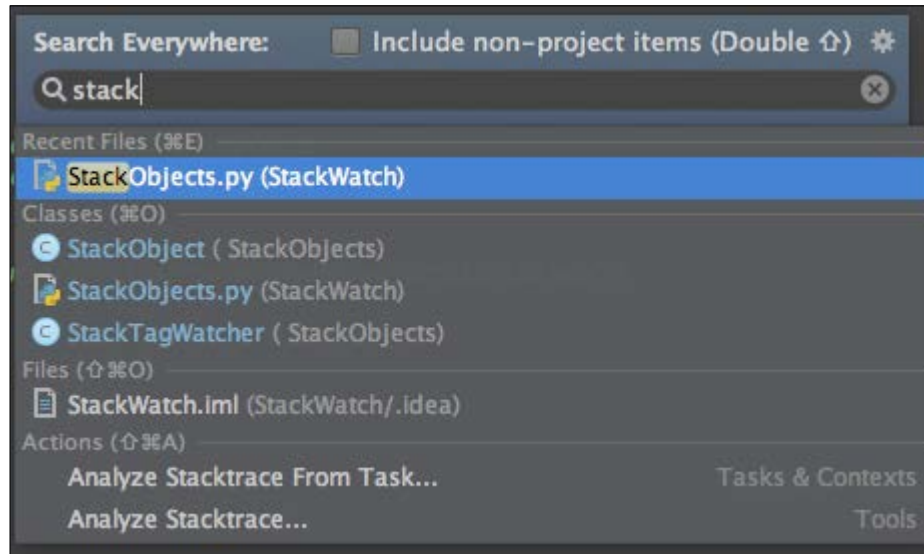 Search Everywhere: Include non-project items (Double ⇧)
stack
Recent Files (⌘E)
StackObjects.py (StackWatch)
Classes (⌘O)
StackObject ( StackObjects)
StackObjects.py (StackWatch)
StackTagWatcher ( StackObjects)
Files (⇧⌘O)
StackWatch.iml (StackWatch/.idea)
Actions (⇧⌘A)
Analyze Stacktrace From Task... Tasks & Contexts
Analyze Stacktrace... Tools